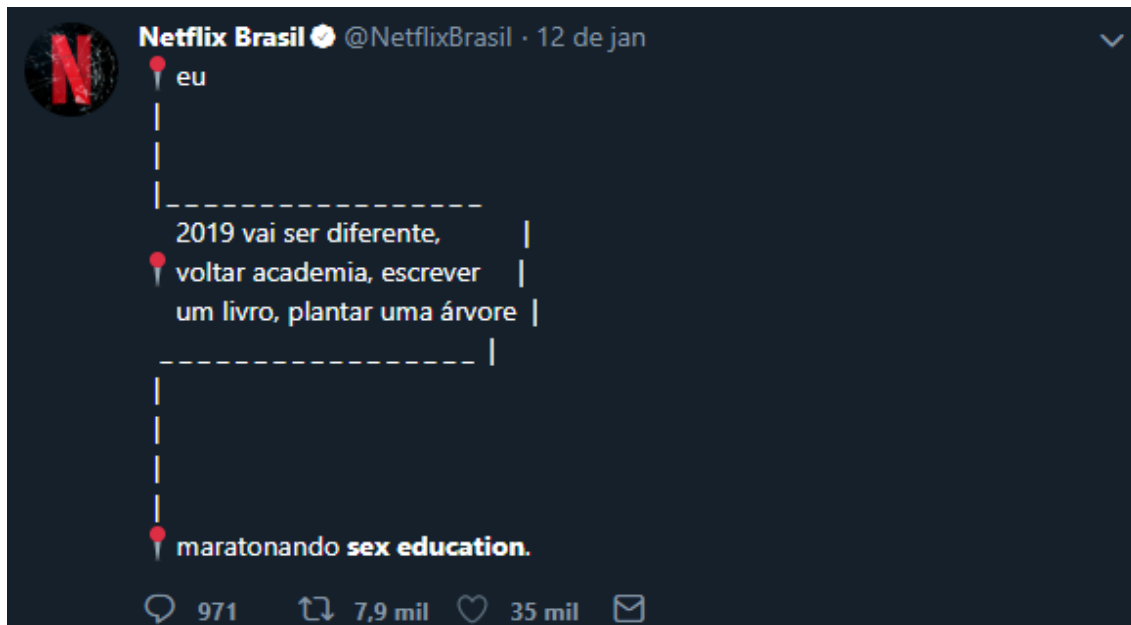 Netflix Brasil @NetflixBrasil · 12 de jan
📍 eu
|
|
|_ _ _ _ _ _ _ _ _ _ _ _ _ _ _ _ _ _
2019 vai ser diferente, |
📍 voltar academia, escrever |
um livro, plantar uma árvore |
_ _ _ _ _ _ _ _ _ _ _ _ _ _ _ _ _ _ |
|
|
|
|
📍 maratonando sex education.
971 7,9 mil 35 mil